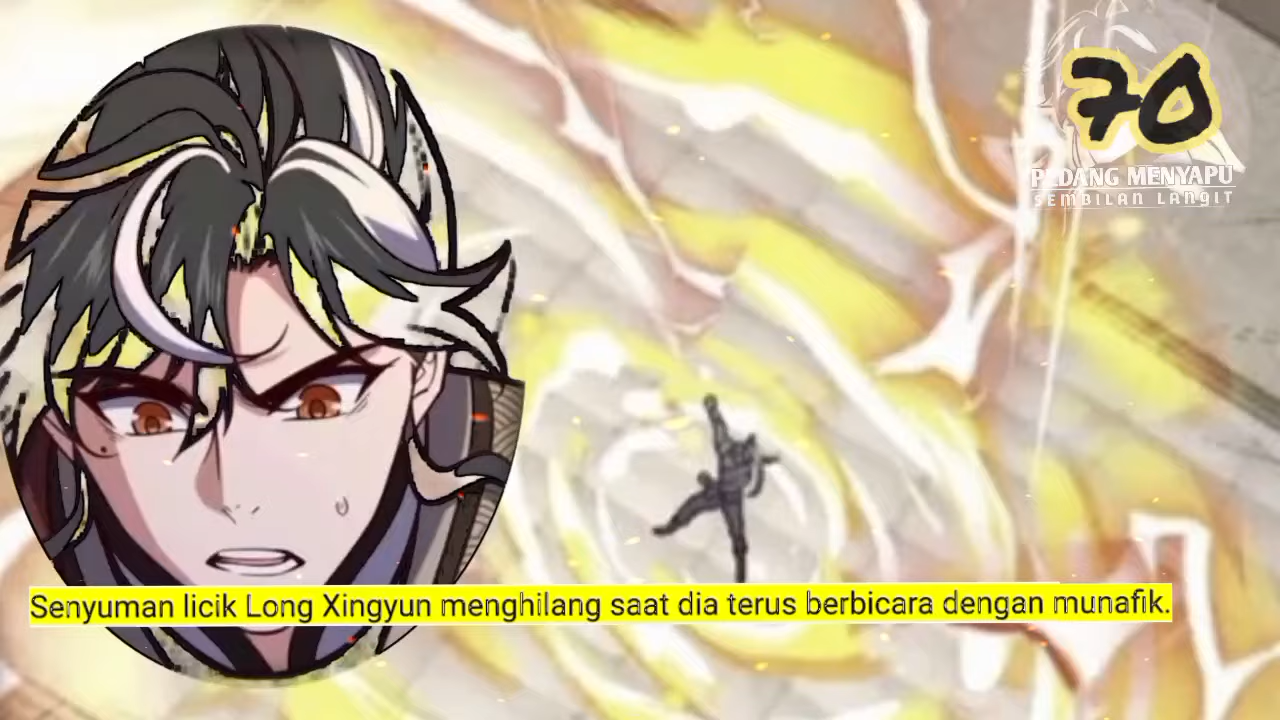 70
PEDANG MENYAPU
SEMBILAN LANGIT
Senyuman licik Long Xingyun menghilang saat dia terus berbicara dengan munafik.